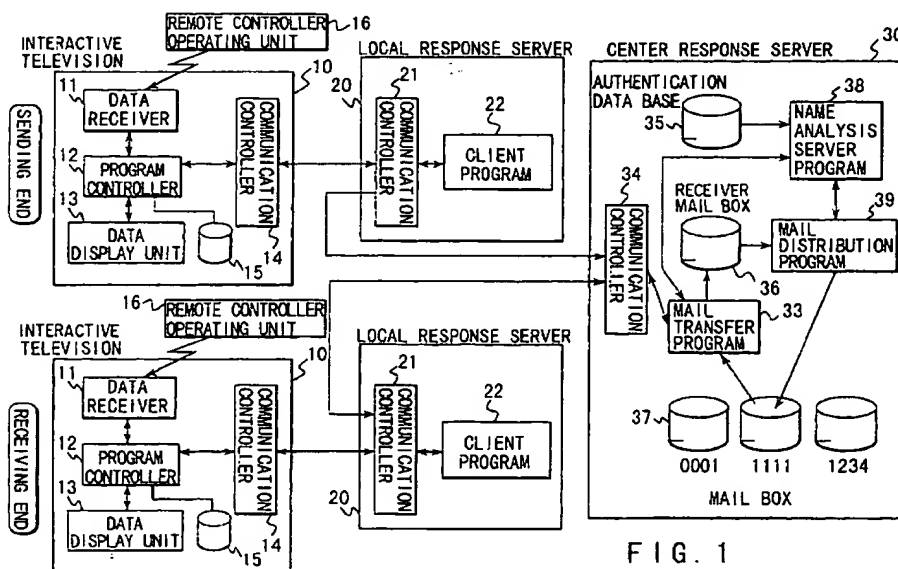 REMOTE CONTROLLER
OPERATING UNIT
16
INTERACTIVE
TELEVISION
10
SENDING END
11
DATA
RECEIVER
12
PROGRAM
CONTROLLER
13
DATA
DISPLAY UNIT
COMMUNICATION
CONTROLLER
14
15
LOCAL RESPONSE SERVER
20
21
COMMUNICATION
CONTROLLER
22
CLIENT
PROGRAM
16
REMOTE CONTROLLER
OPERATING UNIT
INTERACTIVE
TELEVISION
10
RECEIVING END
11
DATA
RECEIVER
12
PROGRAM
CONTROLLER
13
DATA
DISPLAY UNIT
COMMUNICATION
CONTROLLER
14
15
LOCAL RESPONSE SERVER
20
21
COMMUNICATION
CONTROLLER
22
CLIENT
PROGRAM
CENTER RESPONSE SERVER
30
AUTHENTICATION
DATA BASE
35
38
NAME
ANALYSIS
SERVER
PROGRAM
34
COMMUNICATION
CONTROLLER
RECEIVER
MAIL BOX
36
39
MAIL
DISTRIBUTION
PROGRAM
MAIL
TRANSFER
PROGRAM
33
37
0001
1111
1234
MAIL BOX
FIG. 1